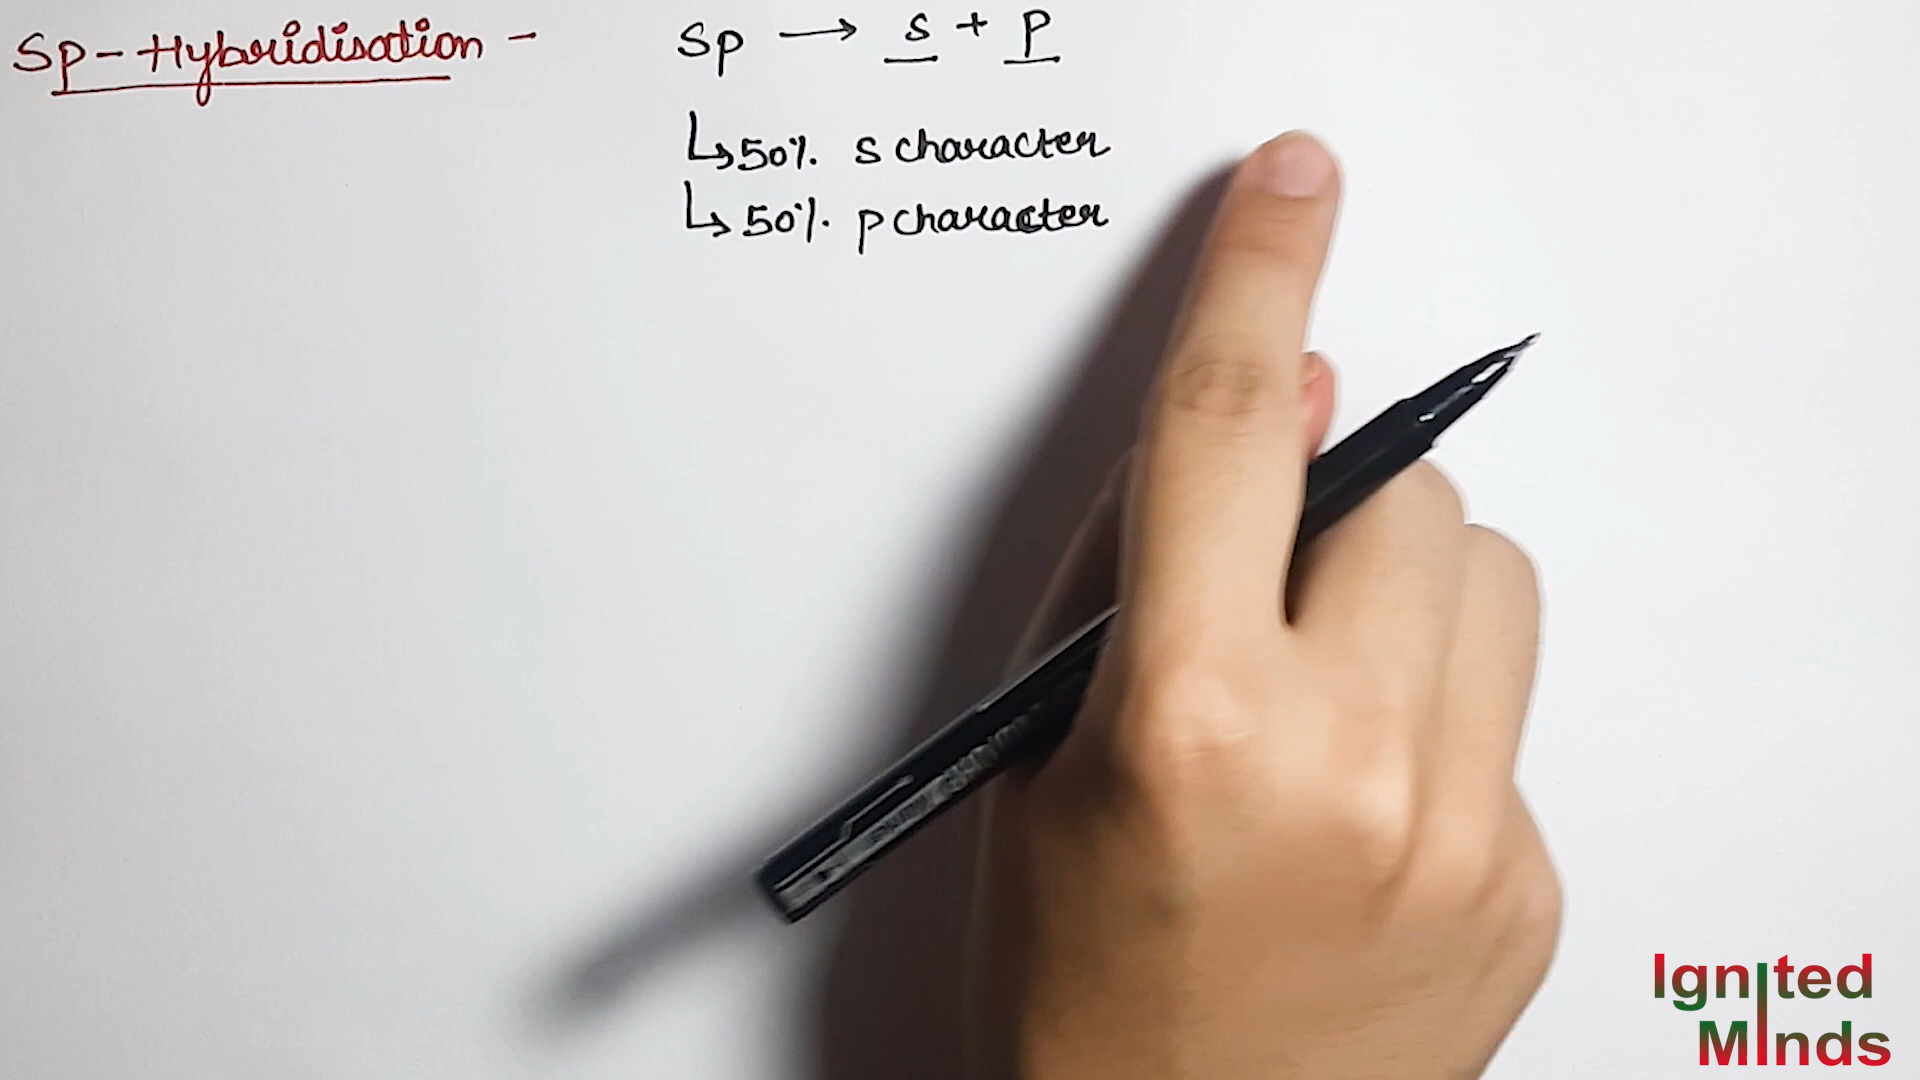 Sp-Hybridisation -
Sp → s + p
↳ 50% s character
↳ 50% p character
Ignited
Minds